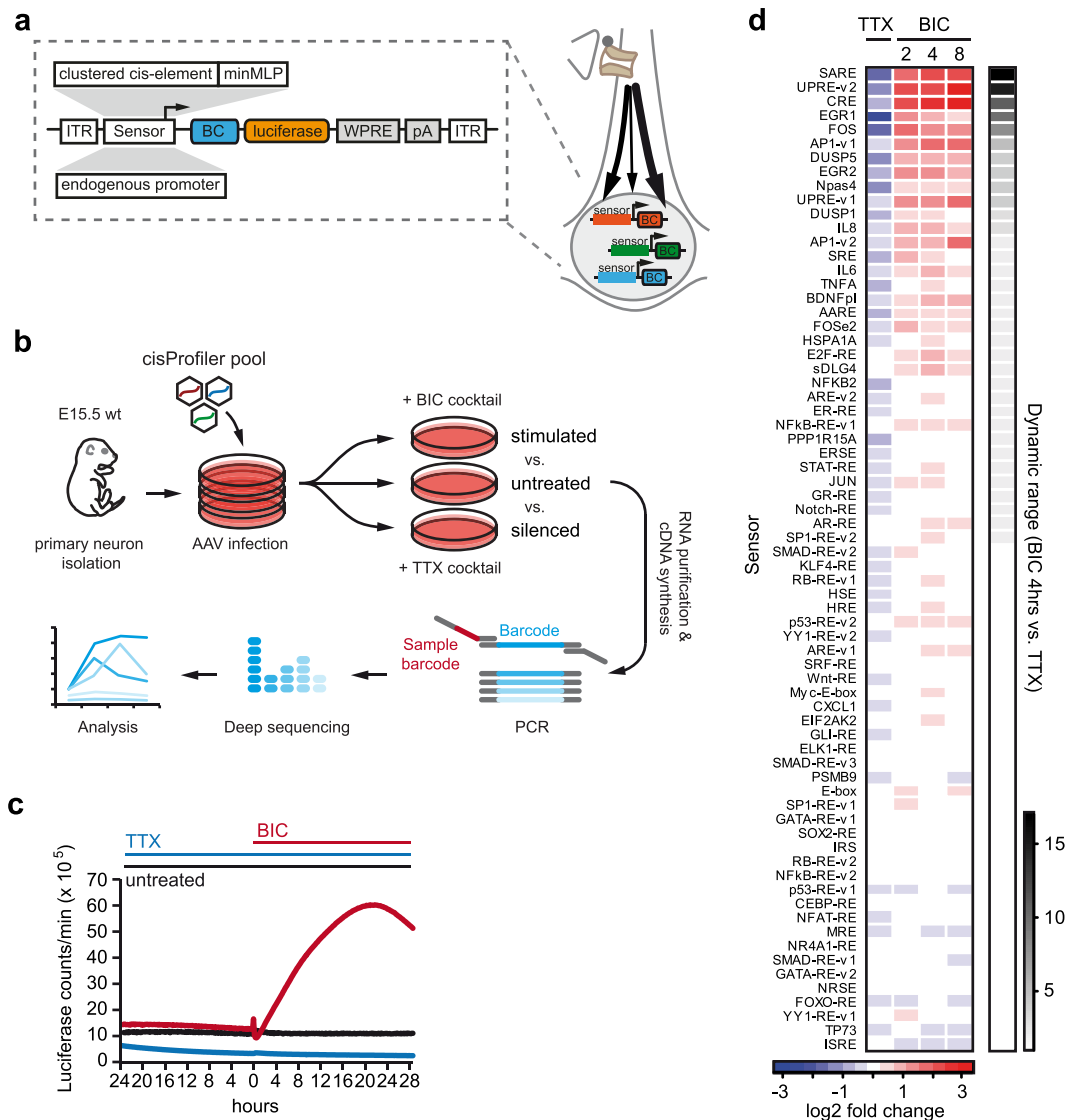 a
clustered cis-element minMLP
ITR Sensor BC luciferase WPRE pA ITR
endogenous promoter
sensor BC
sensor BC
sensor BC
b
cisProfiler pool
E15.5 wt
primary neuron
isolation
AAV infection
+ BIC cocktail
stimulated
vs.
untreated
vs.
silenced
+ TTX cocktail
RNA purification &
cDNA synthesis
Sample
barcode
Barcode
PCR
Deep sequencing
Analysis
c
TTX
BIC
untreated
Luciferase counts/min (x 10⁵)
70
60
50
40
30
20
10
0
24 20 16 12 8 4 0 4 8 12 16 20 24 28
hours
d
TTX BIC
2 4 8
Sensor
SARE
UPRE-v2
CRE
EGR1
FOS
AP1-v1
DUSP5
EGR2
Npas4
UPRE-v1
DUSP1
IL8
AP1-v2
SRE
IL6
TNFA
BDNFpI
AARE
FOSe2
HSPA1A
E2F-RE
sDLG4
NFKB2
ARE-v2
ER-RE
NFkB-RE-v1
PPP1R15A
ERSE
STAT-RE
JUN
GR-RE
Notch-RE
AR-RE
SP1-RE-v2
SMAD-RE-v2
KLF4-RE
RB-RE-v1
HSE
HRE
p53-RE-v2
YY1-RE-v2
ARE-v1
SRF-RE
Wnt-RE
Myc-E-box
CXCL1
EIF2AK2
GLI-RE
ELK1-RE
SMAD-RE-v3
PSMB9
E-box
SP1-RE-v1
GATA-RE-v1
SOX2-RE
IRS
RB-RE-v2
NFkB-RE-v2
p53-RE-v1
CEBP-RE
NFAT-RE
MRE
NR4A1-RE
SMAD-RE-v1
GATA-RE-v2
NRSE
FOXO-RE
YY1-RE-v1
TP73
ISRE
-3 -1 1 3
log2 fold change
Dynamic range (BIC 4hrs vs. TTX)
15
10
5